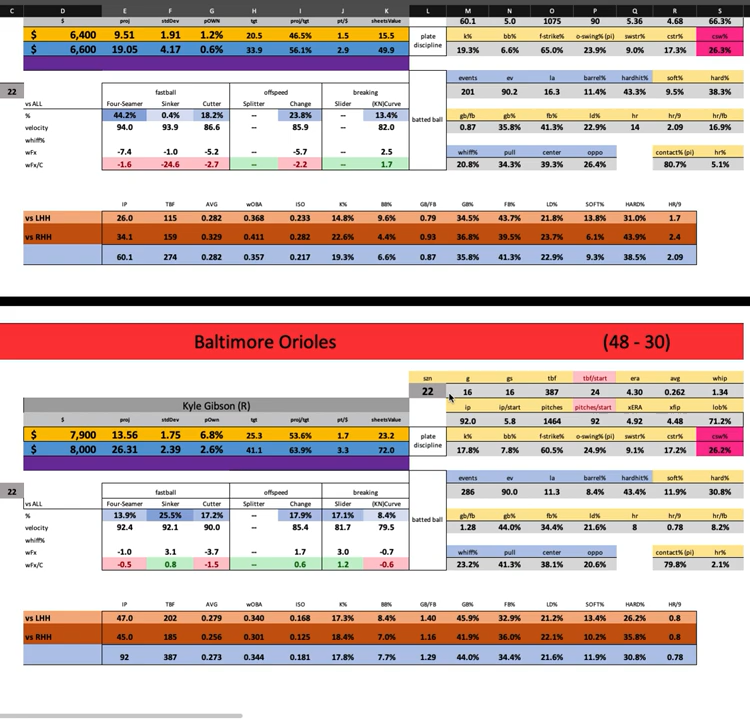 C D E F G H I J K L M N O P Q R S
$ proj stdDev pOWN tgt proj/tgt pt/$ sheetsValue 60.1 5.0 1075 90 5.36 4.68 66.3%
$ 6,400 9.51 1.91 1.2% 20.5 46.5% 1.5 15.5 plate discipline k% bb% f-strike% o-swing% (pi) swstr% cstr% csw%
$ 6,600 19.05 4.17 0.6% 33.9 56.1% 2.9 49.9 19.3% 6.6% 65.0% 23.9% 9.0% 17.3% 26.3%
events ev la barrel% hardhit% soft% hard%
22 fastball offspeed breaking 201 90.2 16.3 11.4% 43.3% 9.5% 38.3%
vs ALL Four-Seamer Sinker Cutter Splitter Change Slider (KN)Curve batted ball
% 44.2% 0.4% 18.2% -- 23.8% -- 13.4% gb/fb gb% fb% ld% hr hr/9 hr/fb
velocity 94.0 93.9 86.6 -- 85.9 -- 82.0 0.87 35.8% 41.3% 22.9% 14 2.09 16.9%
whiff%
wFx -7.4 -1.0 -5.2 -- -5.7 -- 2.5 whiff% pull center oppo contact% (pi) hr%
wFx/C -1.6 -24.6 -2.7 -- -2.2 -- 1.7 20.8% 34.3% 39.3% 26.4% 80.7% 5.1%
IP TBF AVG wOBA ISO K% BB% GB/FB GB% FB% LD% SOFT% HARD% HR/9
vs LHH 26.0 115 0.282 0.368 0.233 14.8% 9.6% 0.79 34.5% 43.7% 21.8% 13.8% 31.0% 1.7
vs RHH 34.1 159 0.329 0.411 0.282 22.6% 4.4% 0.93 36.8% 39.5% 23.7% 6.1% 43.9% 2.4
60.1 274 0.282 0.357 0.217 19.3% 6.6% 0.87 35.8% 41.3% 22.9% 9.3% 38.5% 2.09
Baltimore Orioles (48 - 30)
szn g gs tbf tbf/start era avg whip
22 16 16 387 24 4.30 0.262 1.34
Kyle Gibson (R) ip ip/start pitches pitches/start xERA xfip lob%
$ proj stdDev pOwn tgt proj/tgt pt/$ sheetsValue 92.0 5.8 1464 92 4.92 4.48 71.2%
$ 7,900 13.56 1.75 6.8% 25.3 53.6% 1.7 23.2 plate discipline k% bb% f-strike% o-swing% (pi) swstr% cstr% csw%
$ 8,000 26.31 2.39 2.6% 41.1 63.9% 3.3 72.0 17.8% 7.8% 60.5% 24.9% 9.1% 17.2% 26.2%
events ev la barrel% hardhit% soft% hard%
22 fastball offspeed breaking 286 90.0 11.3 8.4% 43.4% 11.9% 30.8%
vs ALL Four-Seamer Sinker Cutter Splitter Change Slider (KN)Curve batted ball
% 13.9% 25.5% 17.1% -- 17.9% 17.1% 8.4% gb/fb gb% fb% ld% hr hr/9 hr/fb
velocity 92.4 92.1 90.0 -- 85.4 81.7 79.5 1.28 44.0% 34.4% 21.6% 8 0.78 8.2%
whiff%
wFx -1.0 3.1 -3.7 -- 1.7 3.0 -0.7 whiff% pull center oppo contact% (pi) hr%
wFx/C -0.5 0.8 -1.5 -- 0.6 1.2 -0.6 23.2% 41.3% 38.1% 20.6% 79.8% 2.1%
IP TBF AVG wOBA ISO K% BB% GB/FB GB% FB% LD% SOFT% HARD% HR/9
vs LHH 47.0 202 0.279 0.340 0.168 17.3% 8.4% 1.40 45.9% 32.9% 21.2% 13.4% 26.2% 0.8
vs RHH 45.0 185 0.256 0.301 0.125 18.4% 7.0% 1.16 41.9% 36.0% 22.1% 10.2% 35.8% 0.8
92 387 0.273 0.344 0.181 17.8% 7.7% 1.29 44.0% 34.4% 21.6% 11.9% 30.8% 0.78